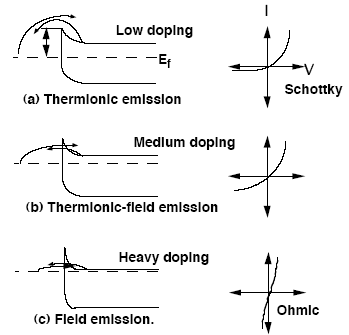 I
Low doping
Ef
V
Schottky
(a) Thermionic emission
Medium doping
(b) Thermionic-field emission
Heavy doping
Ohmic
(c) Field emission.